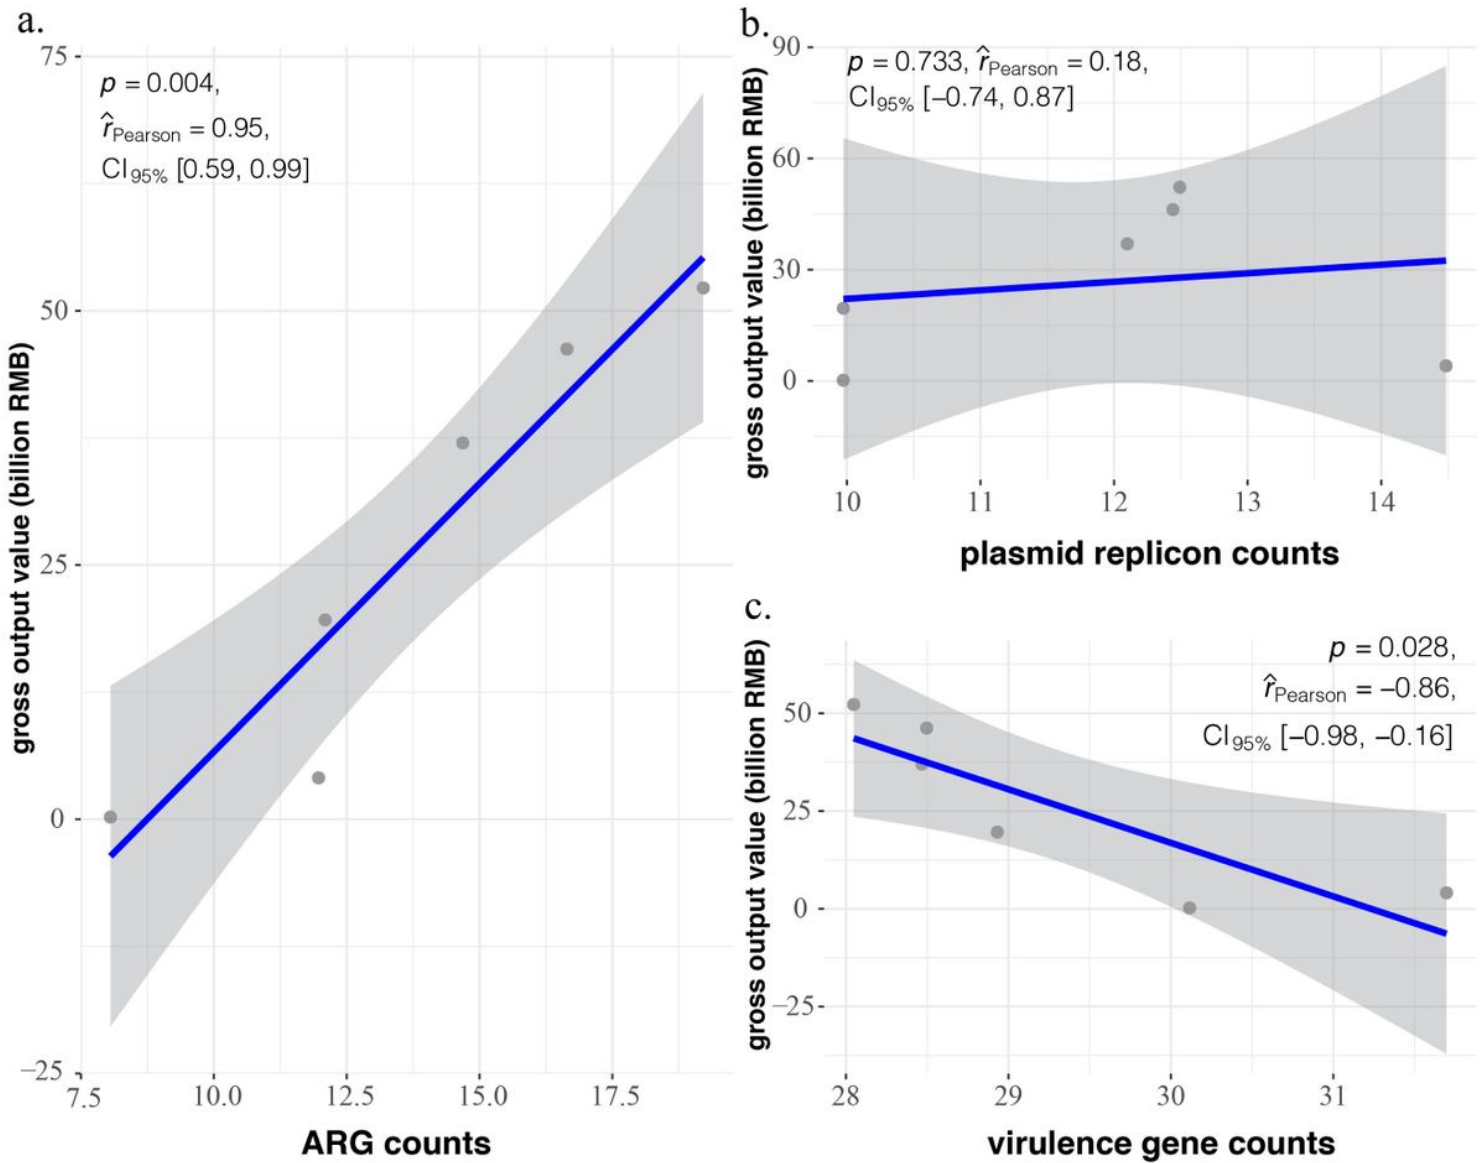 a.
p = 0.004,
r̂Pearson = 0.95,
CI95% [0.59, 0.99]
gross output value (billion RMB)
75
50
25
0
−25
7.5 10.0 12.5 15.0 17.5
ARG counts
b.
p = 0.733, r̂Pearson = 0.18,
CI95% [−0.74, 0.87]
gross output value (billion RMB)
90
60
30
0
10 11 12 13 14
plasmid replicon counts
c.
p = 0.028,
r̂Pearson = −0.86,
CI95% [−0.98, −0.16]
gross output value (billion RMB)
50
25
0
−25
28 29 30 31
virulence gene counts